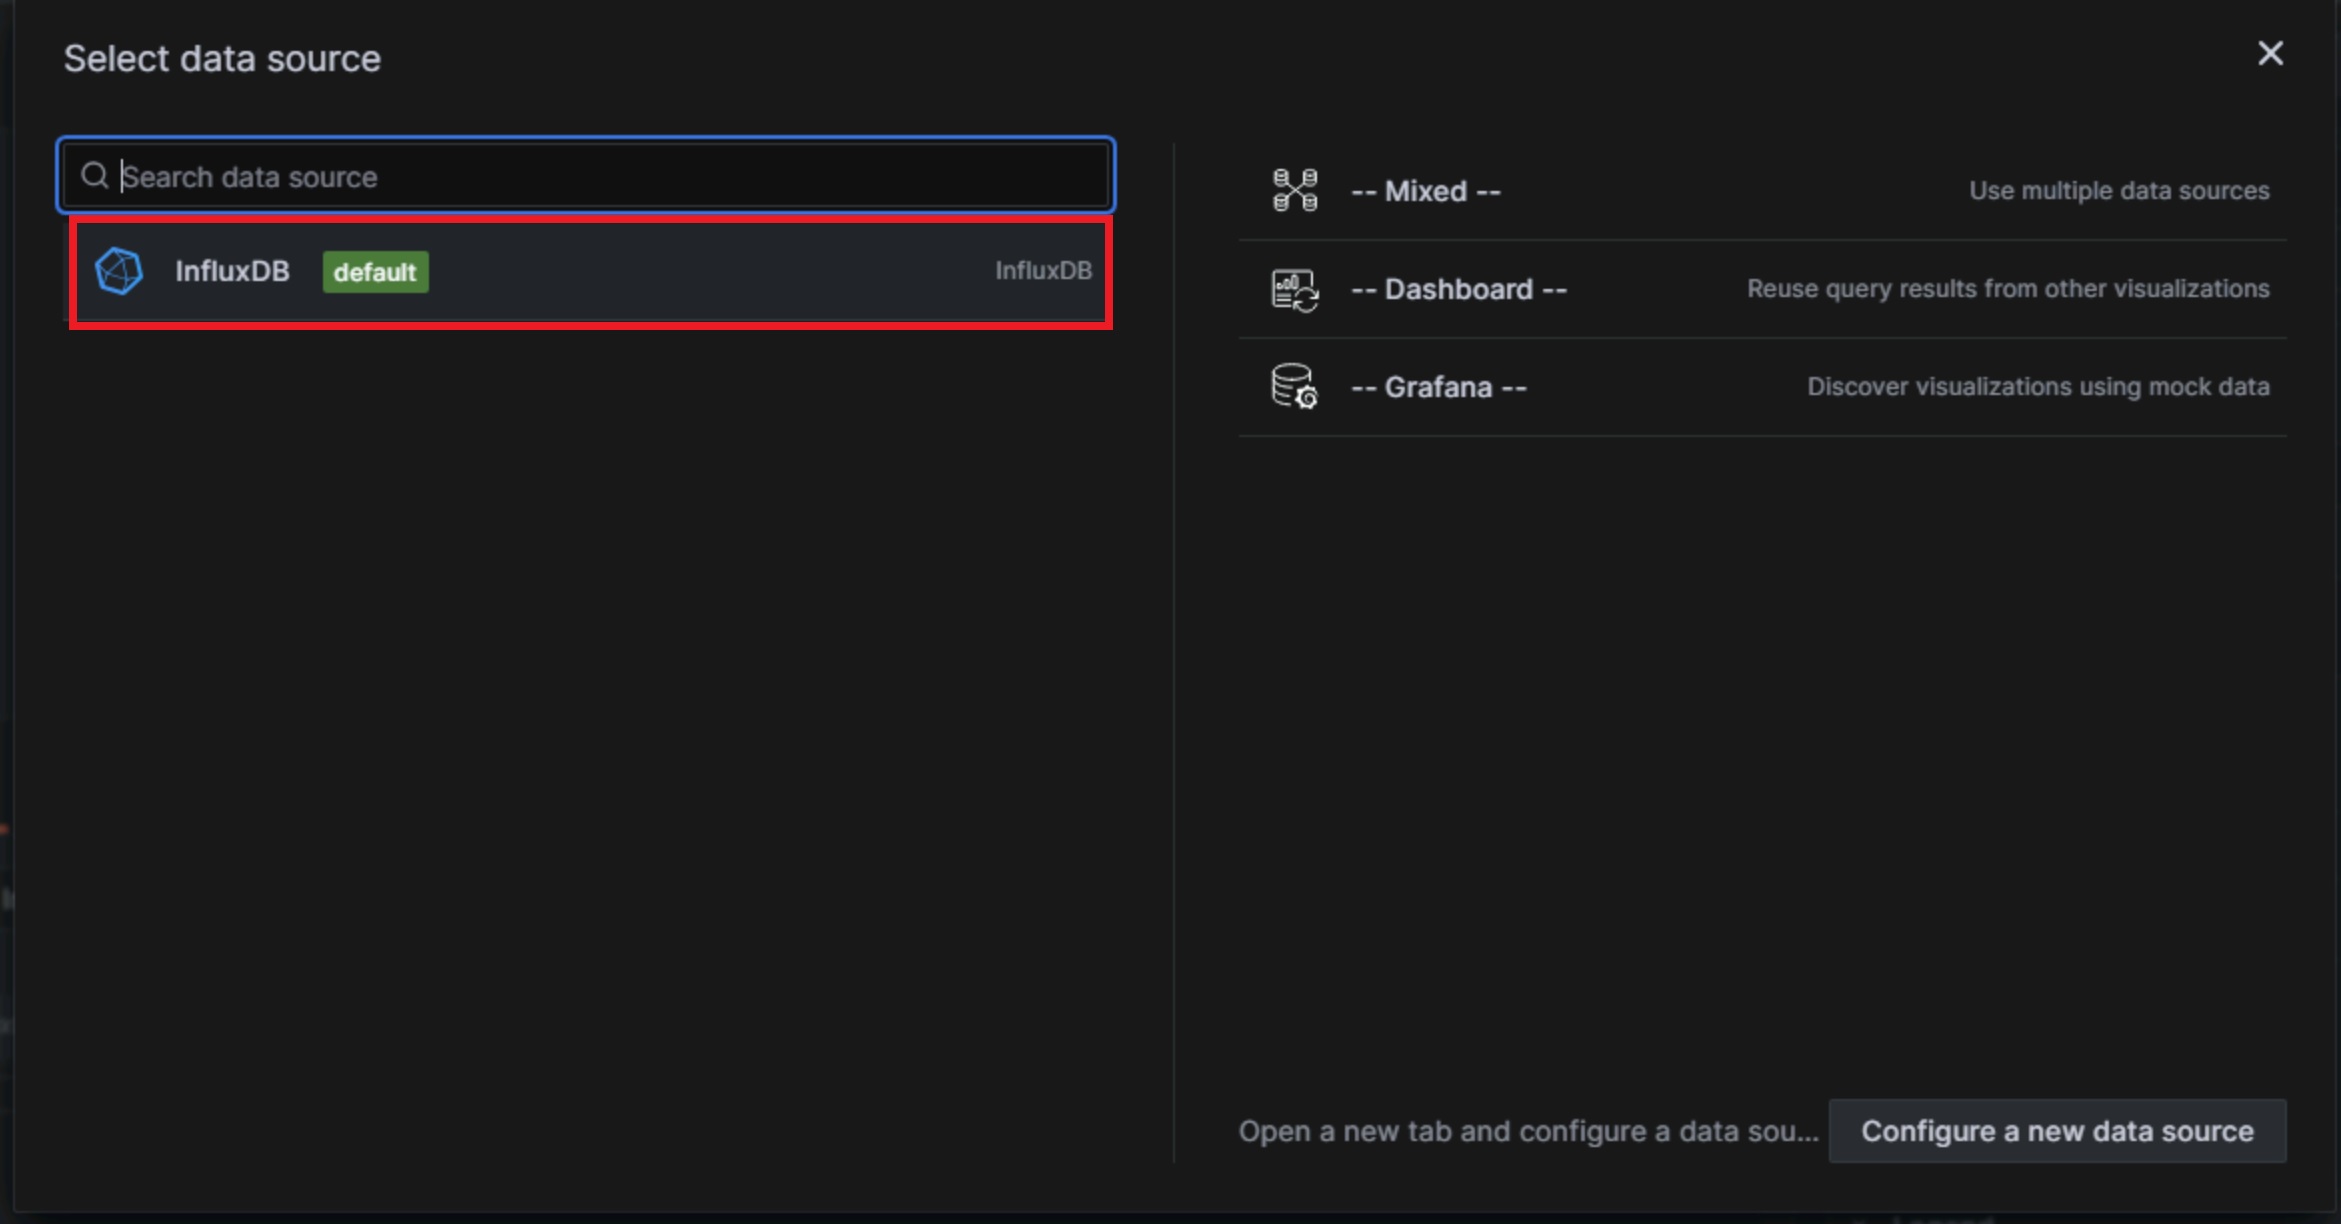 Select data source
Search data source
InfluxDB default InfluxDB
-- Mixed -- Use multiple data sources
-- Dashboard -- Reuse query results from other visualizations
-- Grafana -- Discover visualizations using mock data
Open a new tab and configure a data sou... Configure a new data source